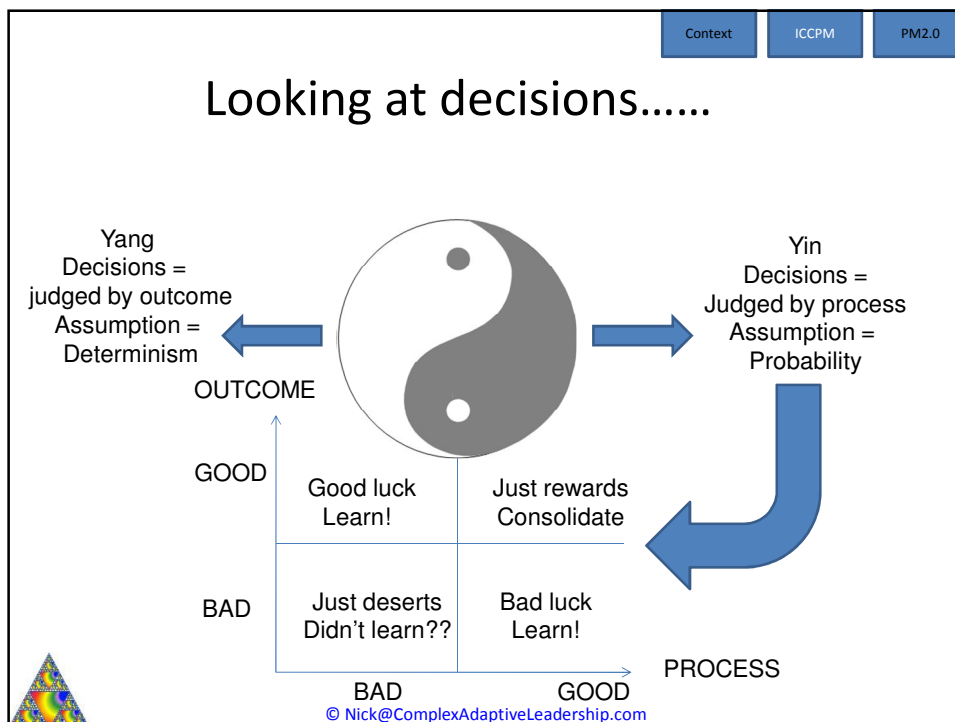 Context
ICCPM
PM2.0
Looking at decisions……
Yang
Decisions =
judged by outcome
Assumption =
Determinism
Yin
Decisions =
Judged by process
Assumption =
Probability
OUTCOME
GOOD
Good luck
Learn!
Just rewards
Consolidate
BAD
Just deserts
Didn’t learn??
Bad luck
Learn!
PROCESS
BAD
GOOD
© Nick@ComplexAdaptiveLeadership.com